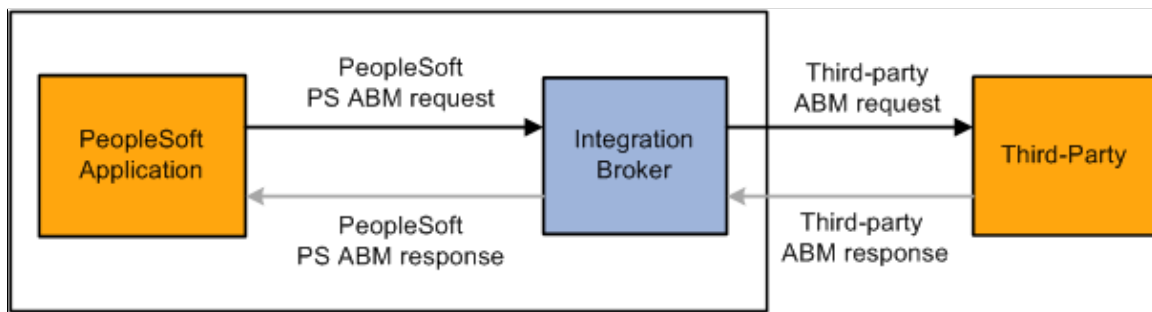 PeopleSoft
PS ABM request
Third-party
ABM request
PeopleSoft
Application
Integration
Broker
Third-Party
PeopleSoft
PS ABM response
Third-party
ABM response